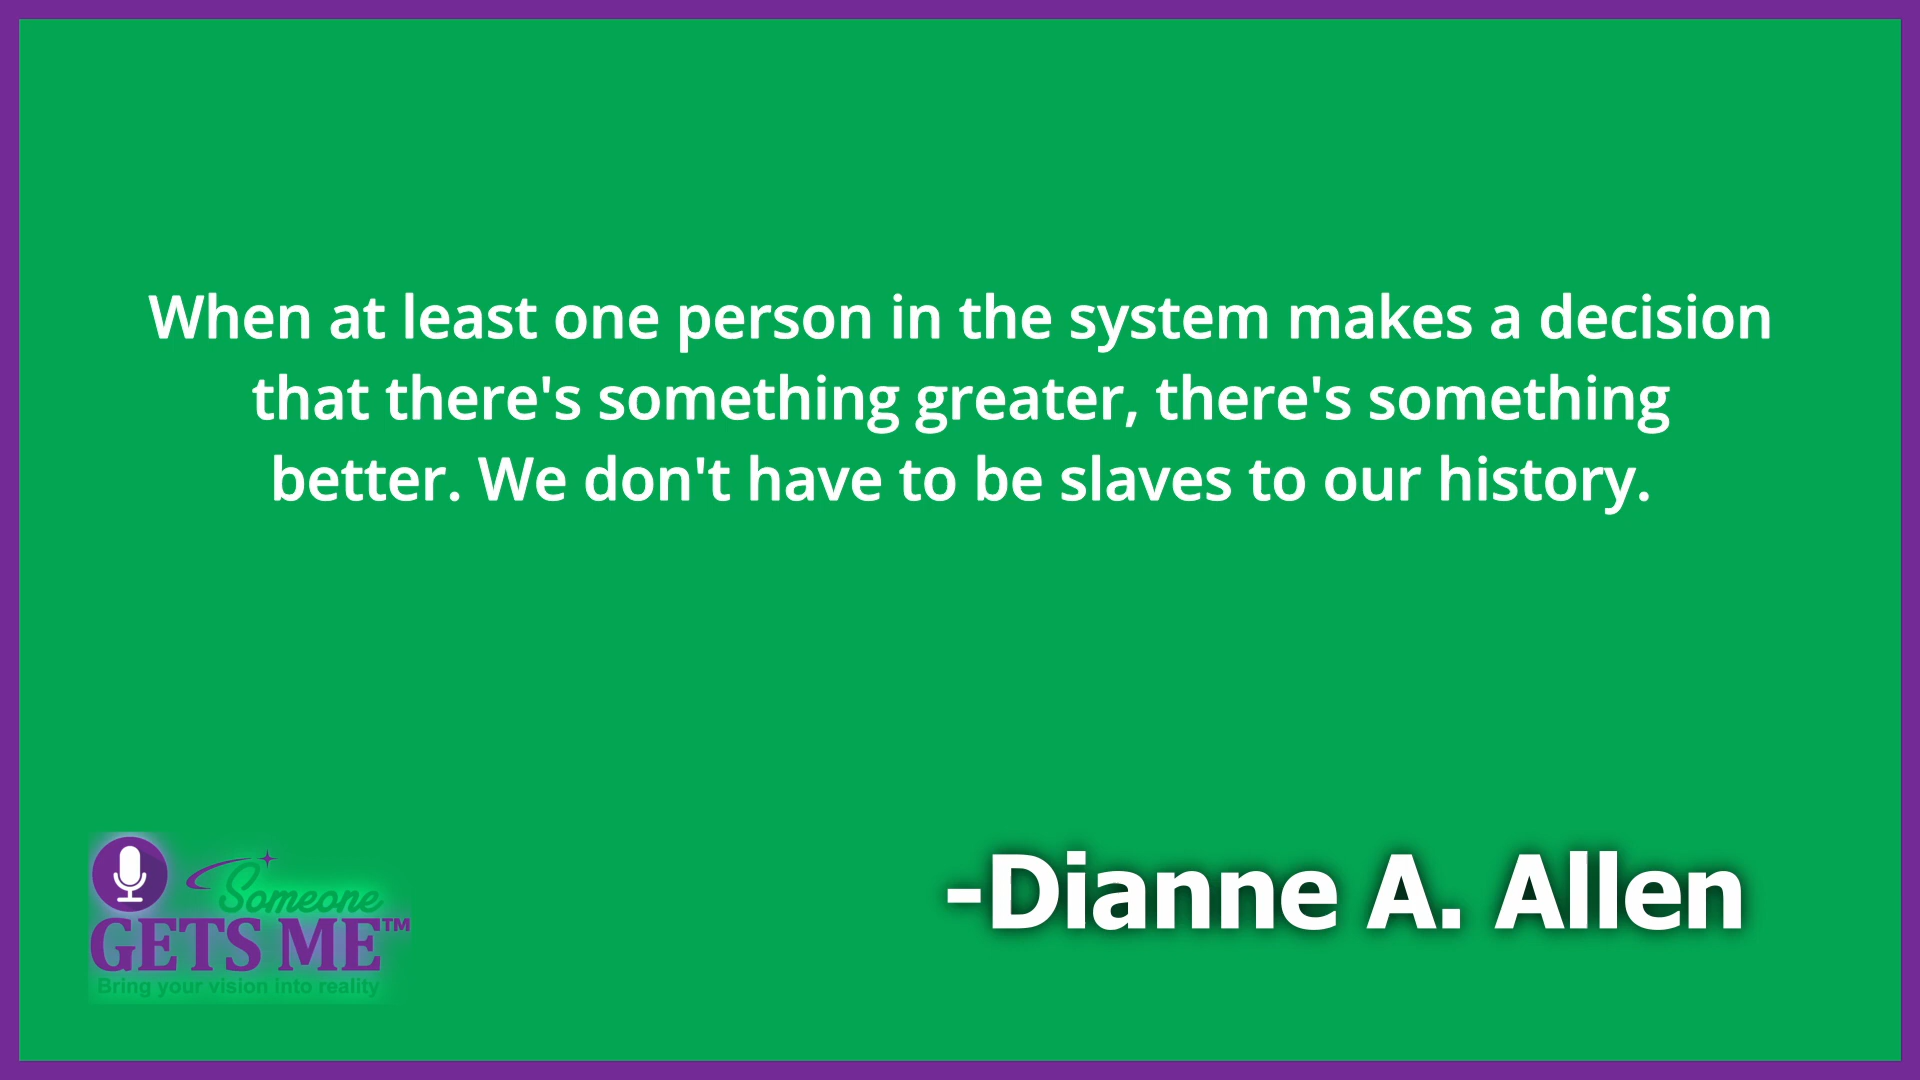 When at least one person in the system makes a decision
that there's something greater, there's something
better. We don't have to be slaves to our history.
-Dianne A. Allen
Someone
GETS ME™
Bring your vision into reality